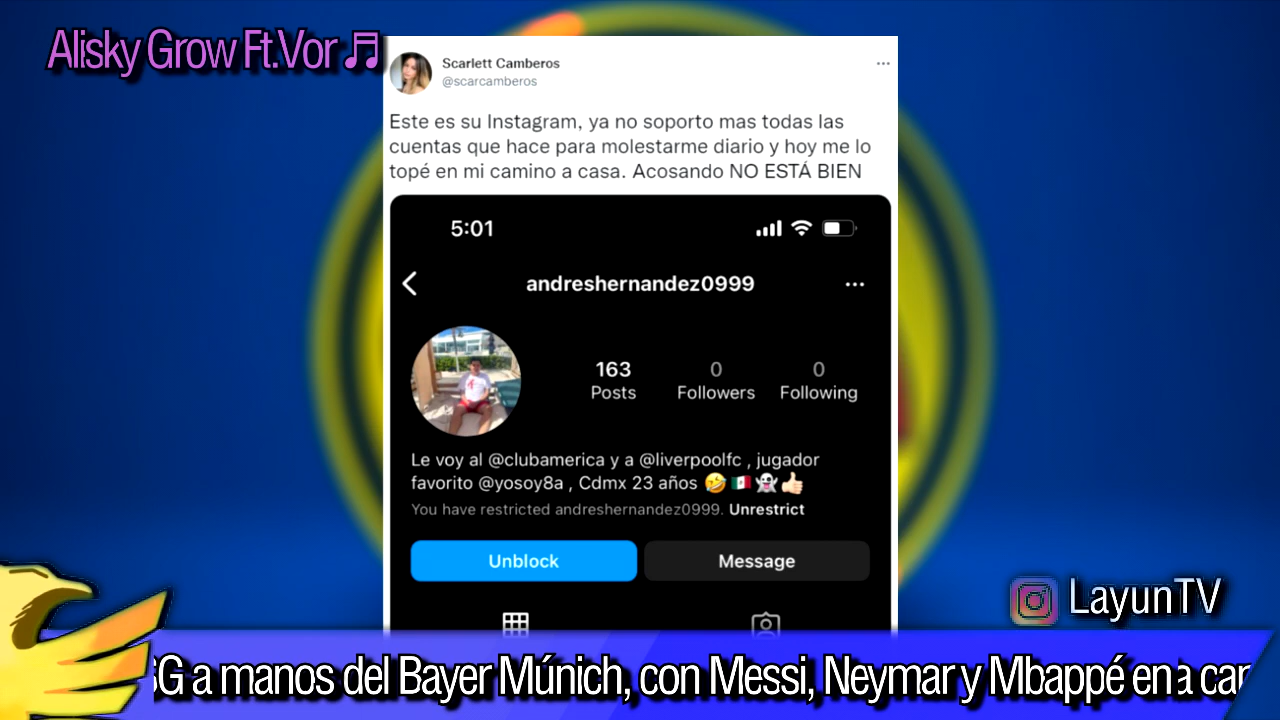 Alisky Grow Ft.Vor
Scarlett Camberos
@scarcamberos
Este es su Instagram, ya no soporto mas todas las
cuentas que hace para molestarme diario y hoy me lo
topé en mi camino a casa. Acosando NO ESTÁ BIEN
5:01
andreshernandez0999
163 0 0
Posts Followers Following
Le voy al @clubamerica y a @liverpoolfc , jugador
favorito @yosoy8a , Cdmx 23 años 🤣🇲🇽👻👍🏻
You have restricted andreshernandez0999. Unrestrict
Unblock Message
LayunTV
SG a manos del Bayer Múnich, con Messi, Neymar y Mbappé en